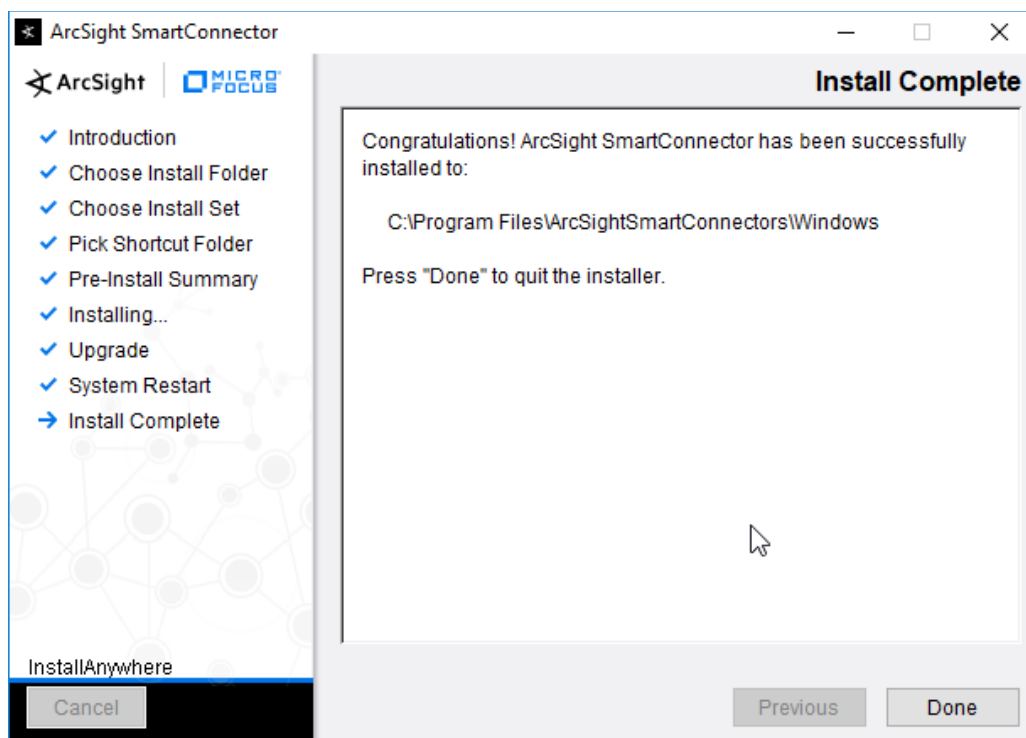 ArcSight SmartConnector
ArcSight
MICRO
FOCUS
Install Complete
Introduction
Choose Install Folder
Choose Install Set
Pick Shortcut Folder
Pre-Install Summary
Installing...
Upgrade
System Restart
Install Complete
Congratulations! ArcSight SmartConnector has been successfully
installed to:
C:\Program Files\ArcSightSmartConnectors\Windows
Press "Done" to quit the installer.
InstallAnywhere
Cancel
Previous
Done